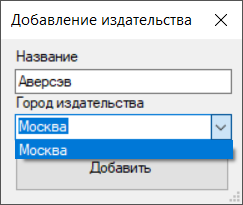 Добавление издательства
Название
Аверсэв
Город издательства
Москва
Москва
Добавить